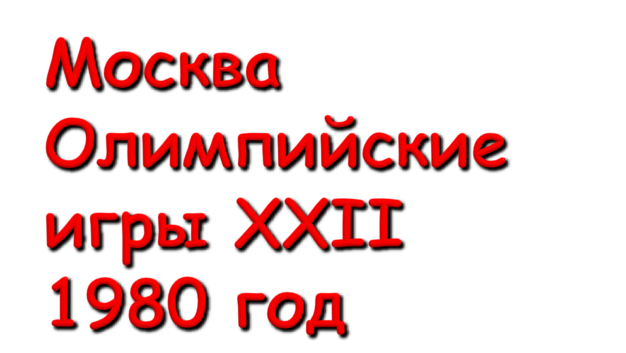 Москва
Олимпийские
игры XXII
1980 год